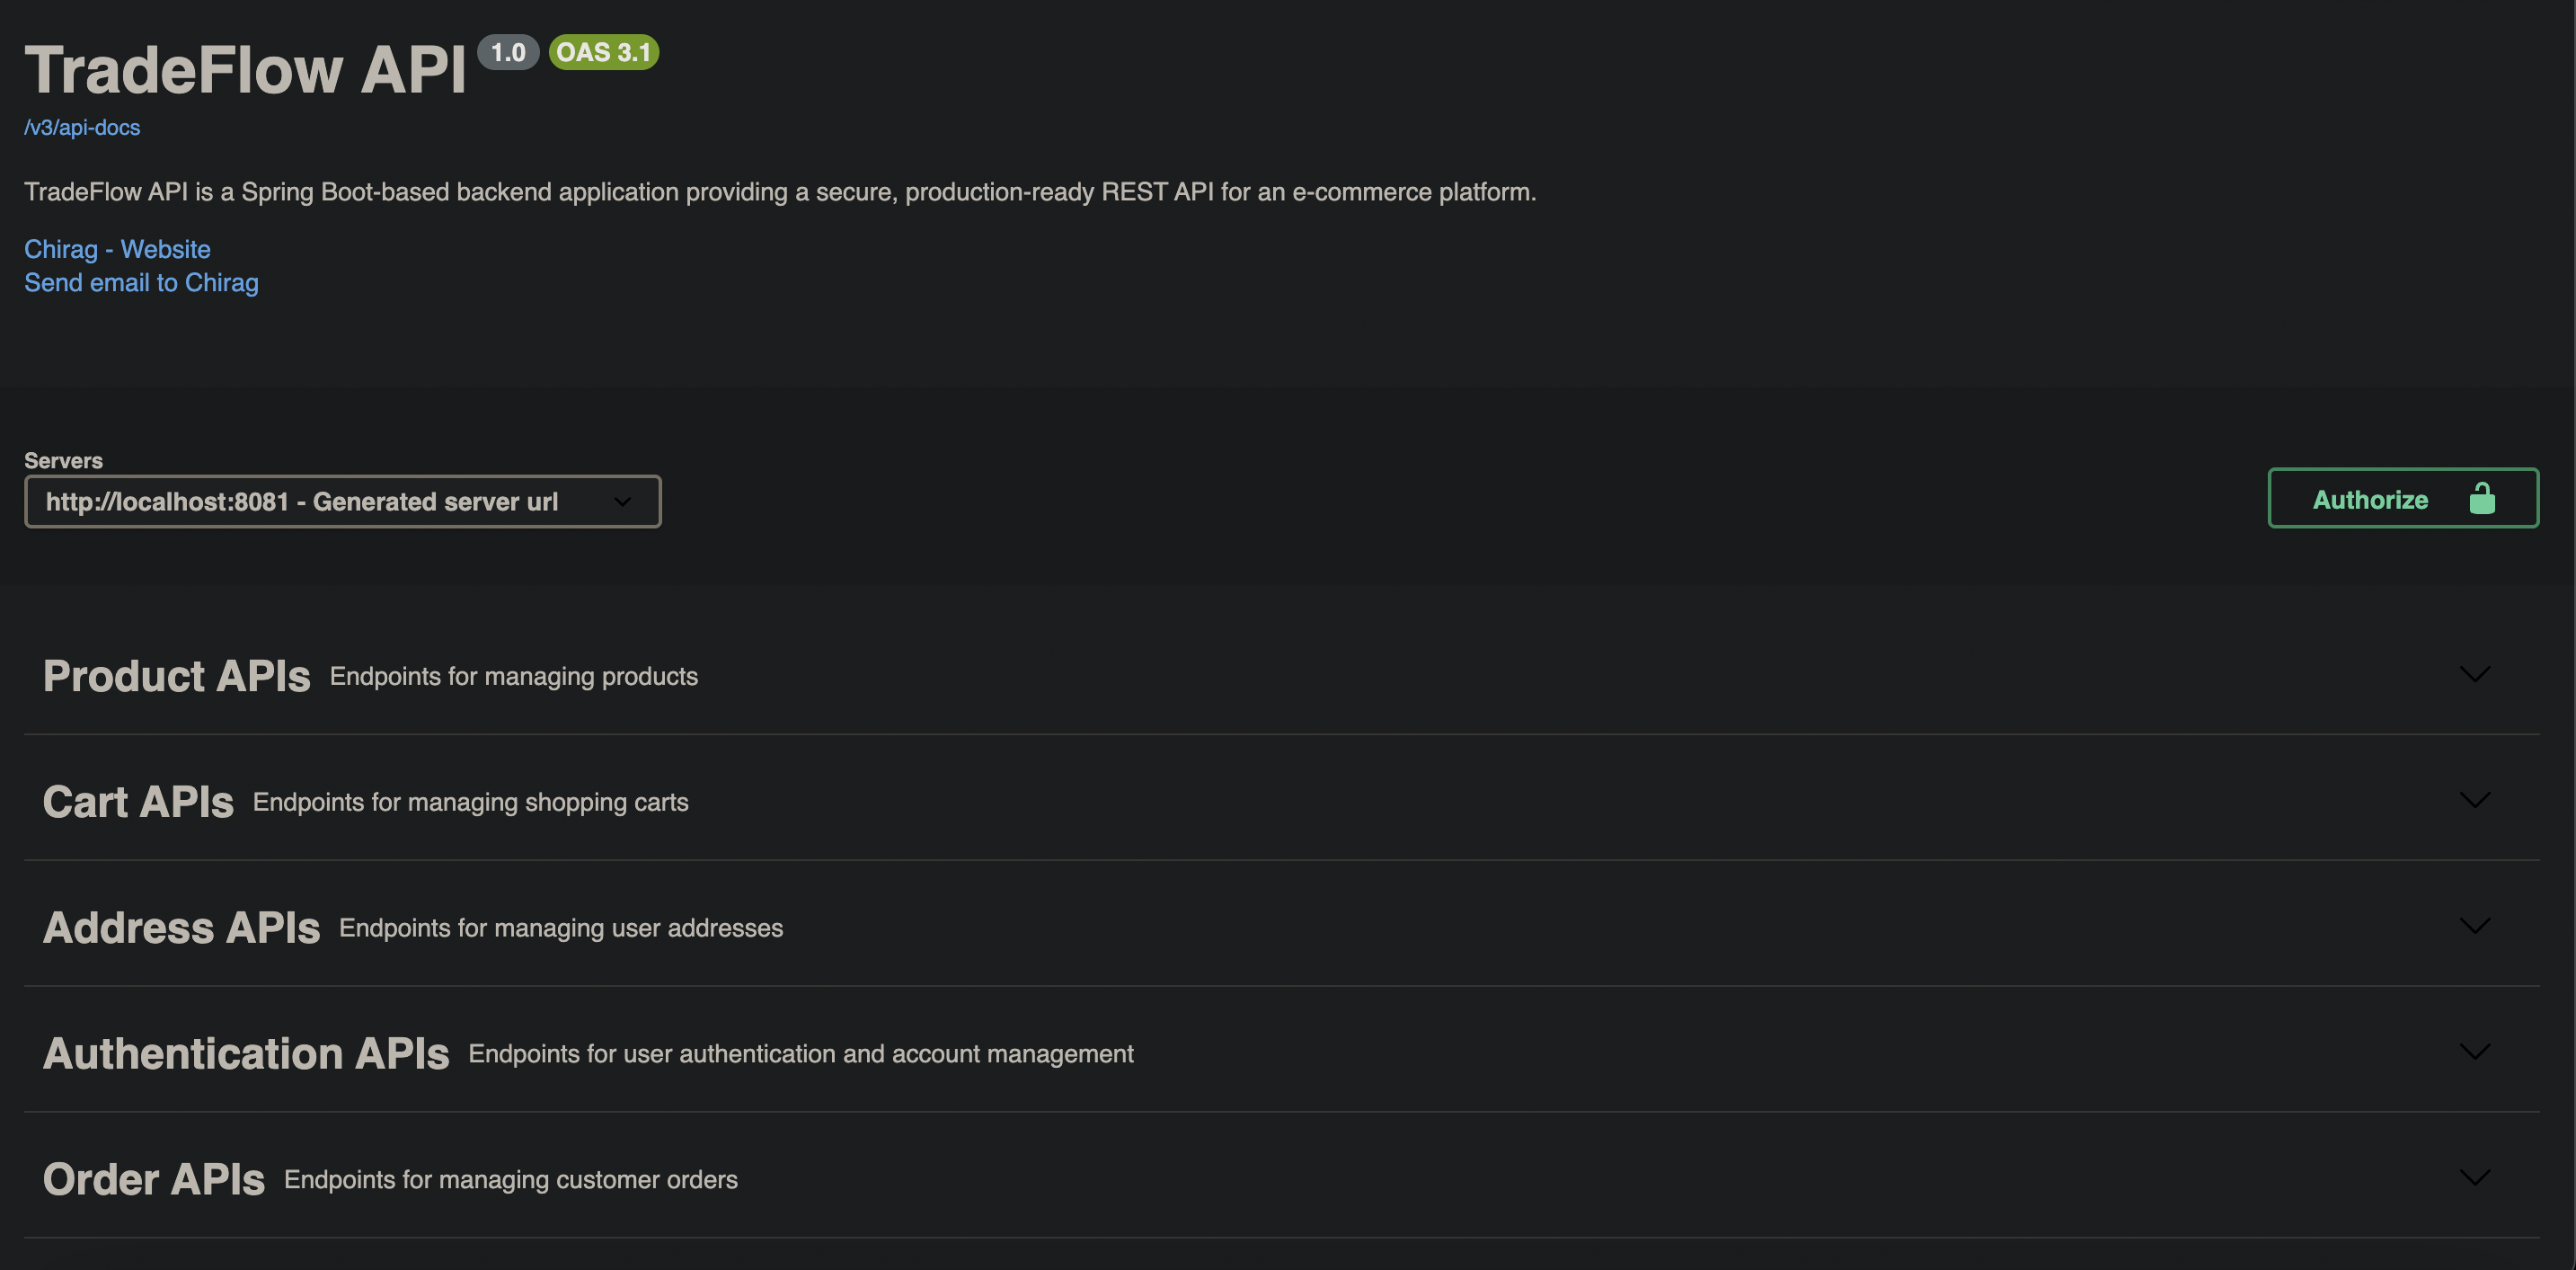 TradeFlow API 1.0 OAS 3.1
/v3/api-docs
TradeFlow API is a Spring Boot-based backend application providing a secure, production-ready REST API for an e-commerce platform.
Chirag - Website
Send email to Chirag
Servers
http://localhost:8081 - Generated server url
Authorize
Product APIs Endpoints for managing products
Cart APIs Endpoints for managing shopping carts
Address APIs Endpoints for managing user addresses
Authentication APIs Endpoints for user authentication and account management
Order APIs Endpoints for managing customer orders